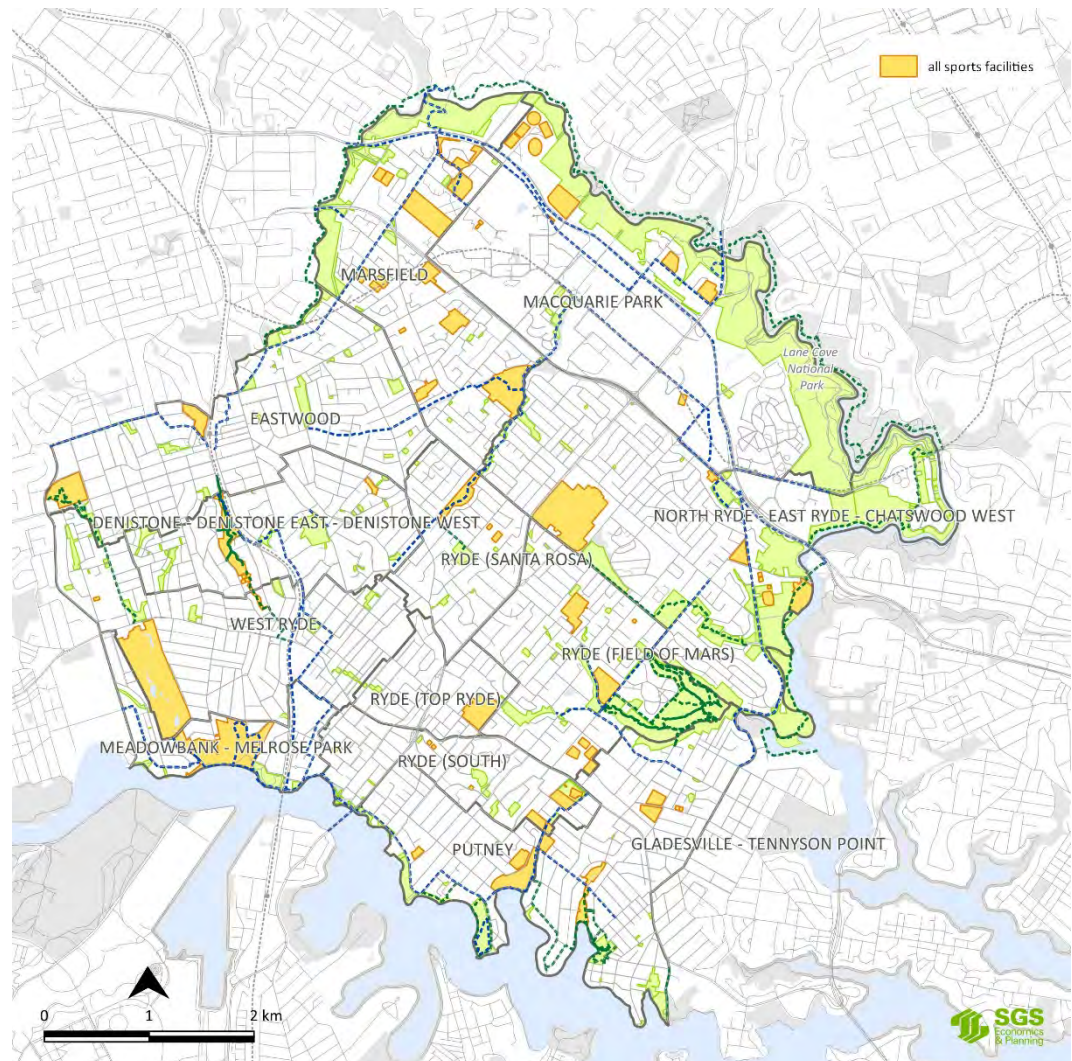 all sports facilities
MARSFIELD
MACQUARIE PARK
Lane Cove
National
Park
EASTWOOD
DENISTONE - DENISTONE EAST - DENISTONE WEST
NORTH RYDE - EAST RYDE - CHATSWOOD WEST
RYDE (SANTA ROSA)
WEST RYDE
RYDE (FIELD OF MARS)
RYDE (TOP RYDE)
MEADOWBANK - MELROSE PARK
RYDE (SOUTH)
PUTNEY
GLADESVILLE - TENNYSON POINT
0 1 2 km
SGS
Economics
& Planning